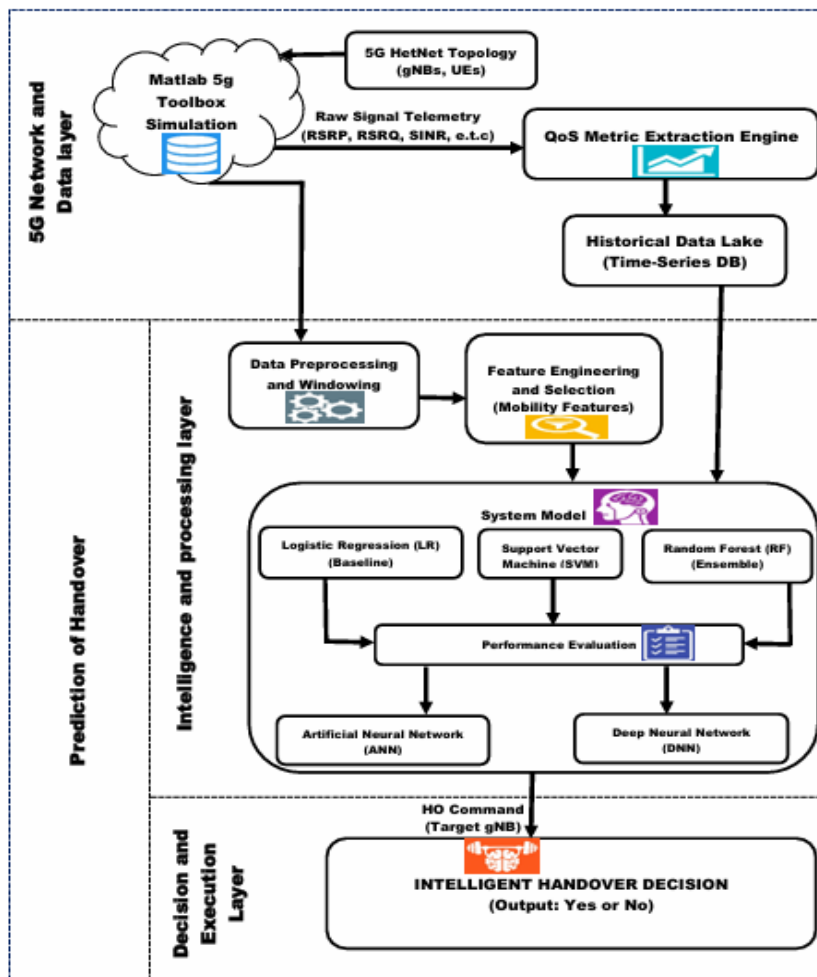 5G HetNet Topology
(gNBs, UEs)
Matlab 5g
Toolbox
Simulation
Raw Signal Telemetry
(RSRP, RSRQ, SINR, e.t.c)
QoS Metric Extraction Engine
Historical Data Lake
(Time-Series DB)
5G Network and
Data layer
Data Preprocessing
and Windowing
Feature Engineering
and Selection
(Mobility Features)
System Model
Logistic Regression (LR)
(Baseline)
Support Vector
Machine (SVM)
Random Forest (RF)
(Ensemble)
Performance Evaluation
Artificial Neural Network
(ANN)
Deep Neural Network
(DNN)
Intelligence and processing layer
Prediction of Handover
HO Command
(Target gNB)
INTELLIGENT HANDOVER DECISION
(Output: Yes or No)
Decision and
Execution
Layer